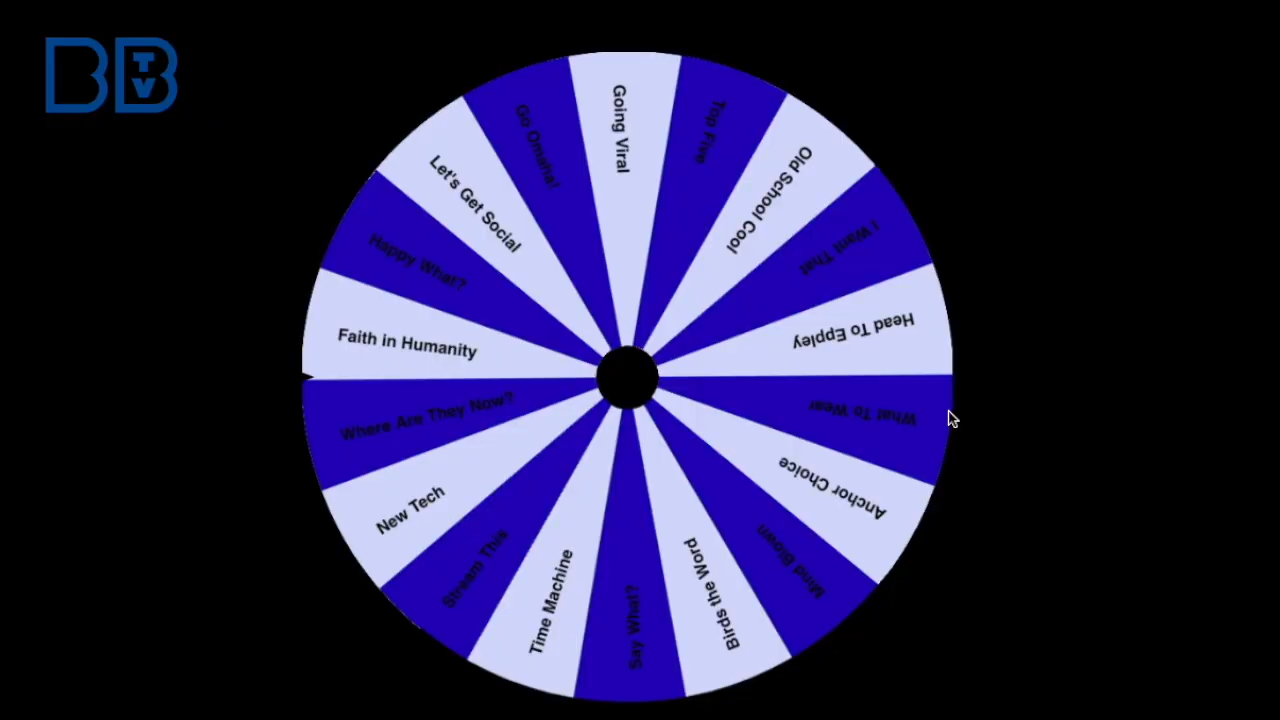 BB
TV
Going Viral
Top Five
Old School Cool
I Want That
Head To Eppley
What To Wear
Anchor Choice
Mind Blown
Birds the Word
Say What?
Time Machine
Stream This
New Tech
Where Are They Now?
Faith in Humanity
Happy What?
Let's Get Social
Go Omaha!